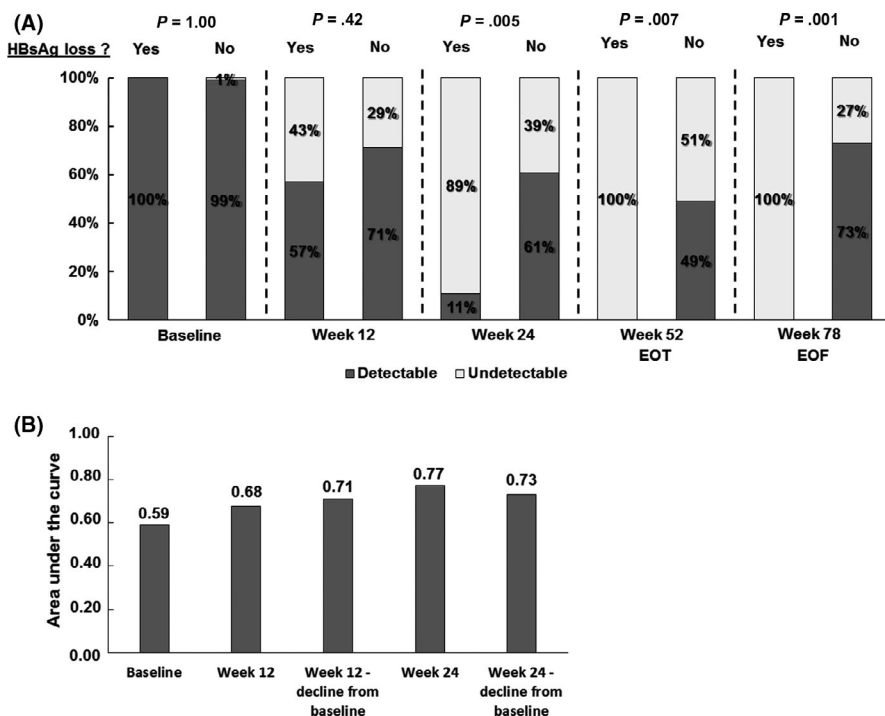 (A)
P = 1.00 P = .42 P = .005 P = .007 P = .001
HBsAg loss ? Yes No Yes No Yes No Yes No Yes No
100%
80%
60%
40%
20%
0%
100% 1% 99%
43% 57% 29% 71%
89% 11% 39% 61%
100% 51% 49%
100% 27% 73%
Baseline Week 12 Week 24 Week 52 Week 78
EOT EOF
Detectable Undetectable
(B)
Area under the curve
1.00
0.80
0.60
0.40
0.20
0.00
0.59 0.68 0.71 0.77 0.73
Baseline Week 12 Week 12 - Week 24 Week 24 -
decline from decline from
baseline baseline